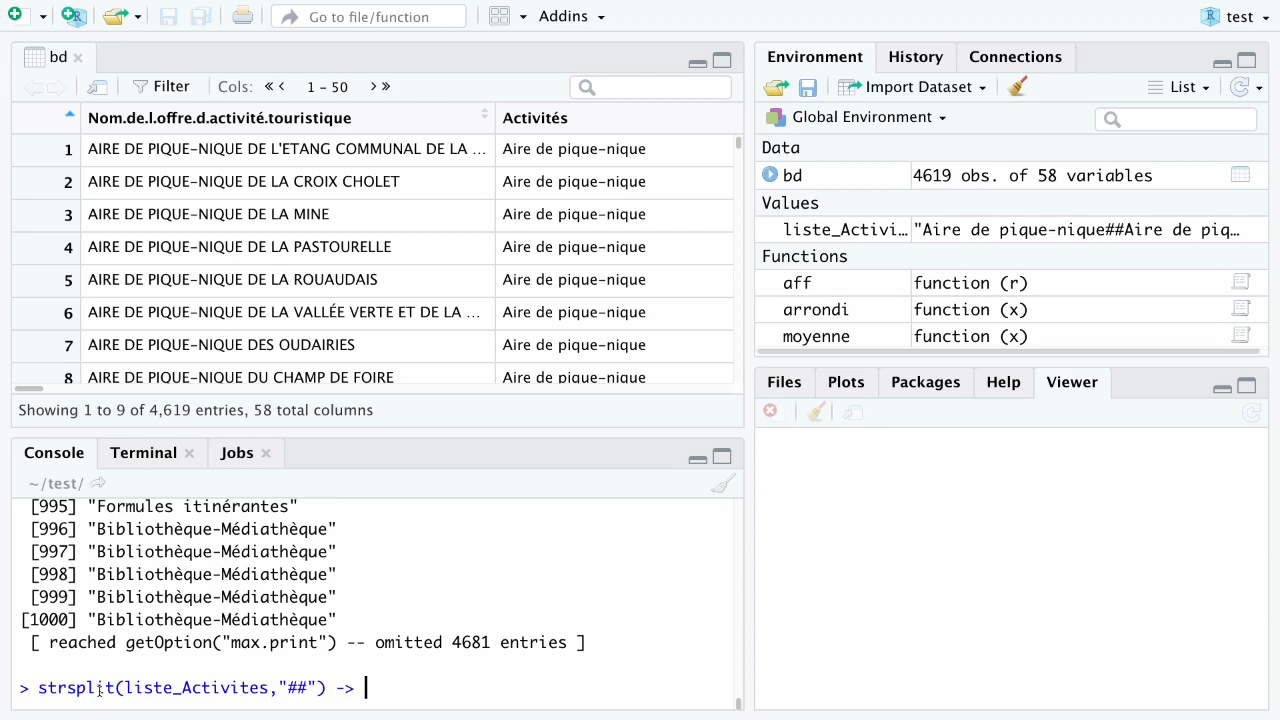 Go to file/function
Addins
test
bd
Filter
Cols:
1 - 50
Nom.de.l.offre.d.activité.touristique Activités
1 AIRE DE PIQUE-NIQUE DE L'ETANG COMMUNAL DE LA ... Aire de pique-nique
2 AIRE DE PIQUE-NIQUE DE LA CROIX CHOLET Aire de pique-nique
3 AIRE DE PIQUE-NIQUE DE LA MINE Aire de pique-nique
4 AIRE DE PIQUE-NIQUE DE LA PASTOURELLE Aire de pique-nique
5 AIRE DE PIQUE-NIQUE DE LA ROUAUDAIS Aire de pique-nique
6 AIRE DE PIQUE-NIQUE DE LA VALLÉE VERTE ET DE LA ... Aire de pique-nique
7 AIRE DE PIQUE-NIQUE DES OUDAIRIES Aire de pique-nique
8 AIRE DE PIQUE-NIQUE DU CHAMP DE FOIRE Aire de pique-nique
Showing 1 to 9 of 4,619 entries, 58 total columns
Console Terminal Jobs
~/test/
[995] "Formules itinérantes"
[996] "Bibliothèque-Médiathèque"
[997] "Bibliothèque-Médiathèque"
[998] "Bibliothèque-Médiathèque"
[999] "Bibliothèque-Médiathèque"
[1000] "Bibliothèque-Médiathèque"
[ reached getOption("max.print") -- omitted 4681 entries ]
> strsplit(liste_Activites,"##") ->
Environment History Connections
Import Dataset
List
Global Environment
Data
bd 4619 obs. of 58 variables
Values
liste_Activi… "Aire de pique-nique##Aire de piq…
Functions
aff function (r)
arrondi function (x)
moyenne function (x)
Files Plots Packages Help Viewer